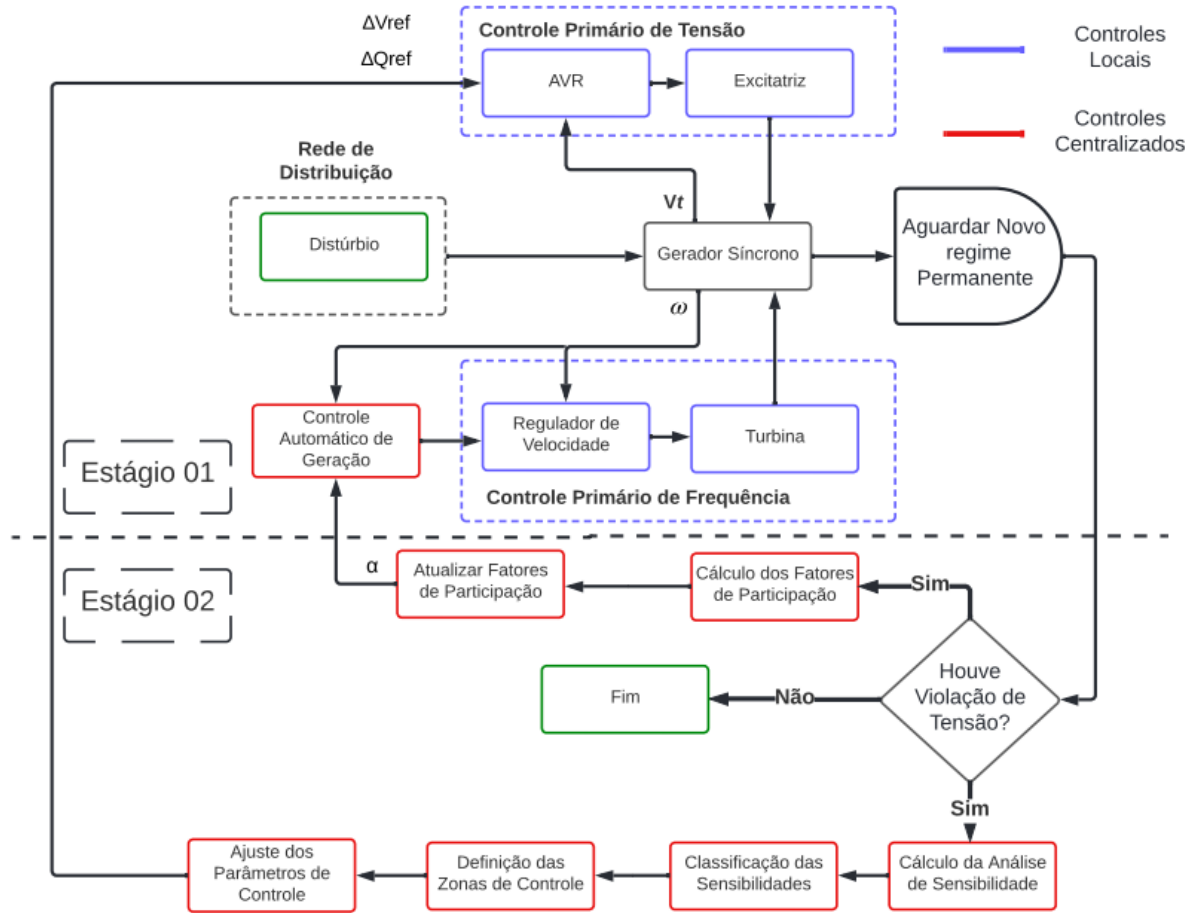 ΔVref
ΔQref
Controle Primário de Tensão
AVR
Excitatriz
Controles
Locais
Controles
Centralizados
Rede de
Distribuição
Distúrbio
Vt
Gerador Síncrono
ω
Aguardar Novo
regime
Permanente
Controle
Automático de
Geração
Regulador de
Velocidade
Turbina
Controle Primário de Frequência
Estágio 01
Estágio 02
α
Atualizar Fatores
de Participação
Cálculo dos Fatores
de Participação
Sim
Houve
Violação de
Tensão?
Não
Fim
Sim
Ajuste dos
Parâmetros de
Controle
Definição das
Zonas de Controle
Classificação das
Sensibilidades
Cálculo da Análise
de Sensibilidade